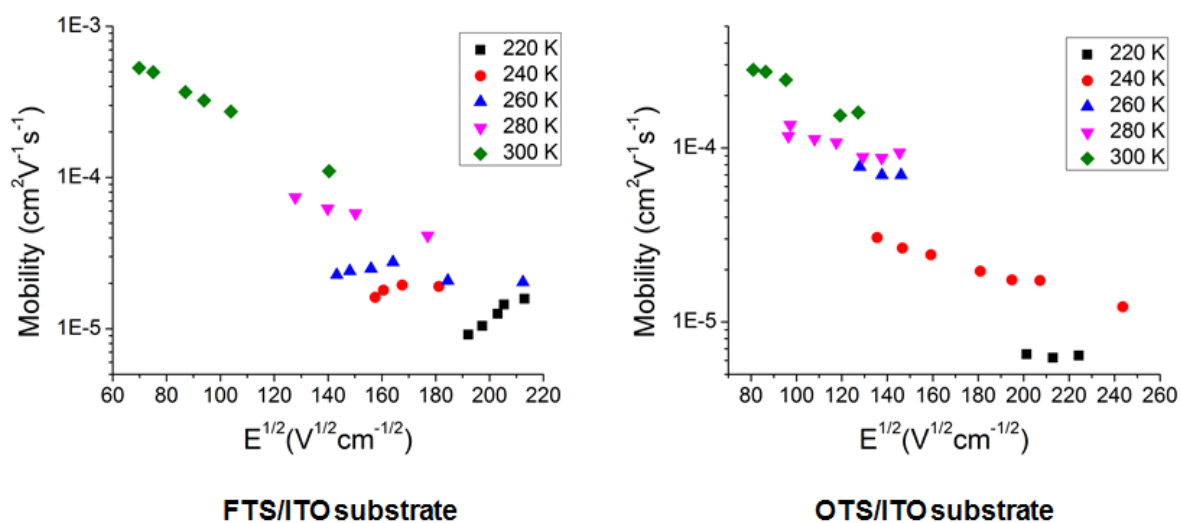 1E-3
1E-4
1E-5
Mobility (cm²V⁻¹s⁻¹)
220 K
240 K
260 K
280 K
300 K
60 80 100 120 140 160 180 200 220
E^1/2(V^1/2cm^-1/2)
FTS/ITO substrate
1E-4
1E-5
Mobility (cm²V⁻¹s⁻¹)
220 K
240 K
260 K
280 K
300 K
80 100 120 140 160 180 200 220 240 260
E^1/2(V^1/2cm^-1/2)
OTS/ITO substrate